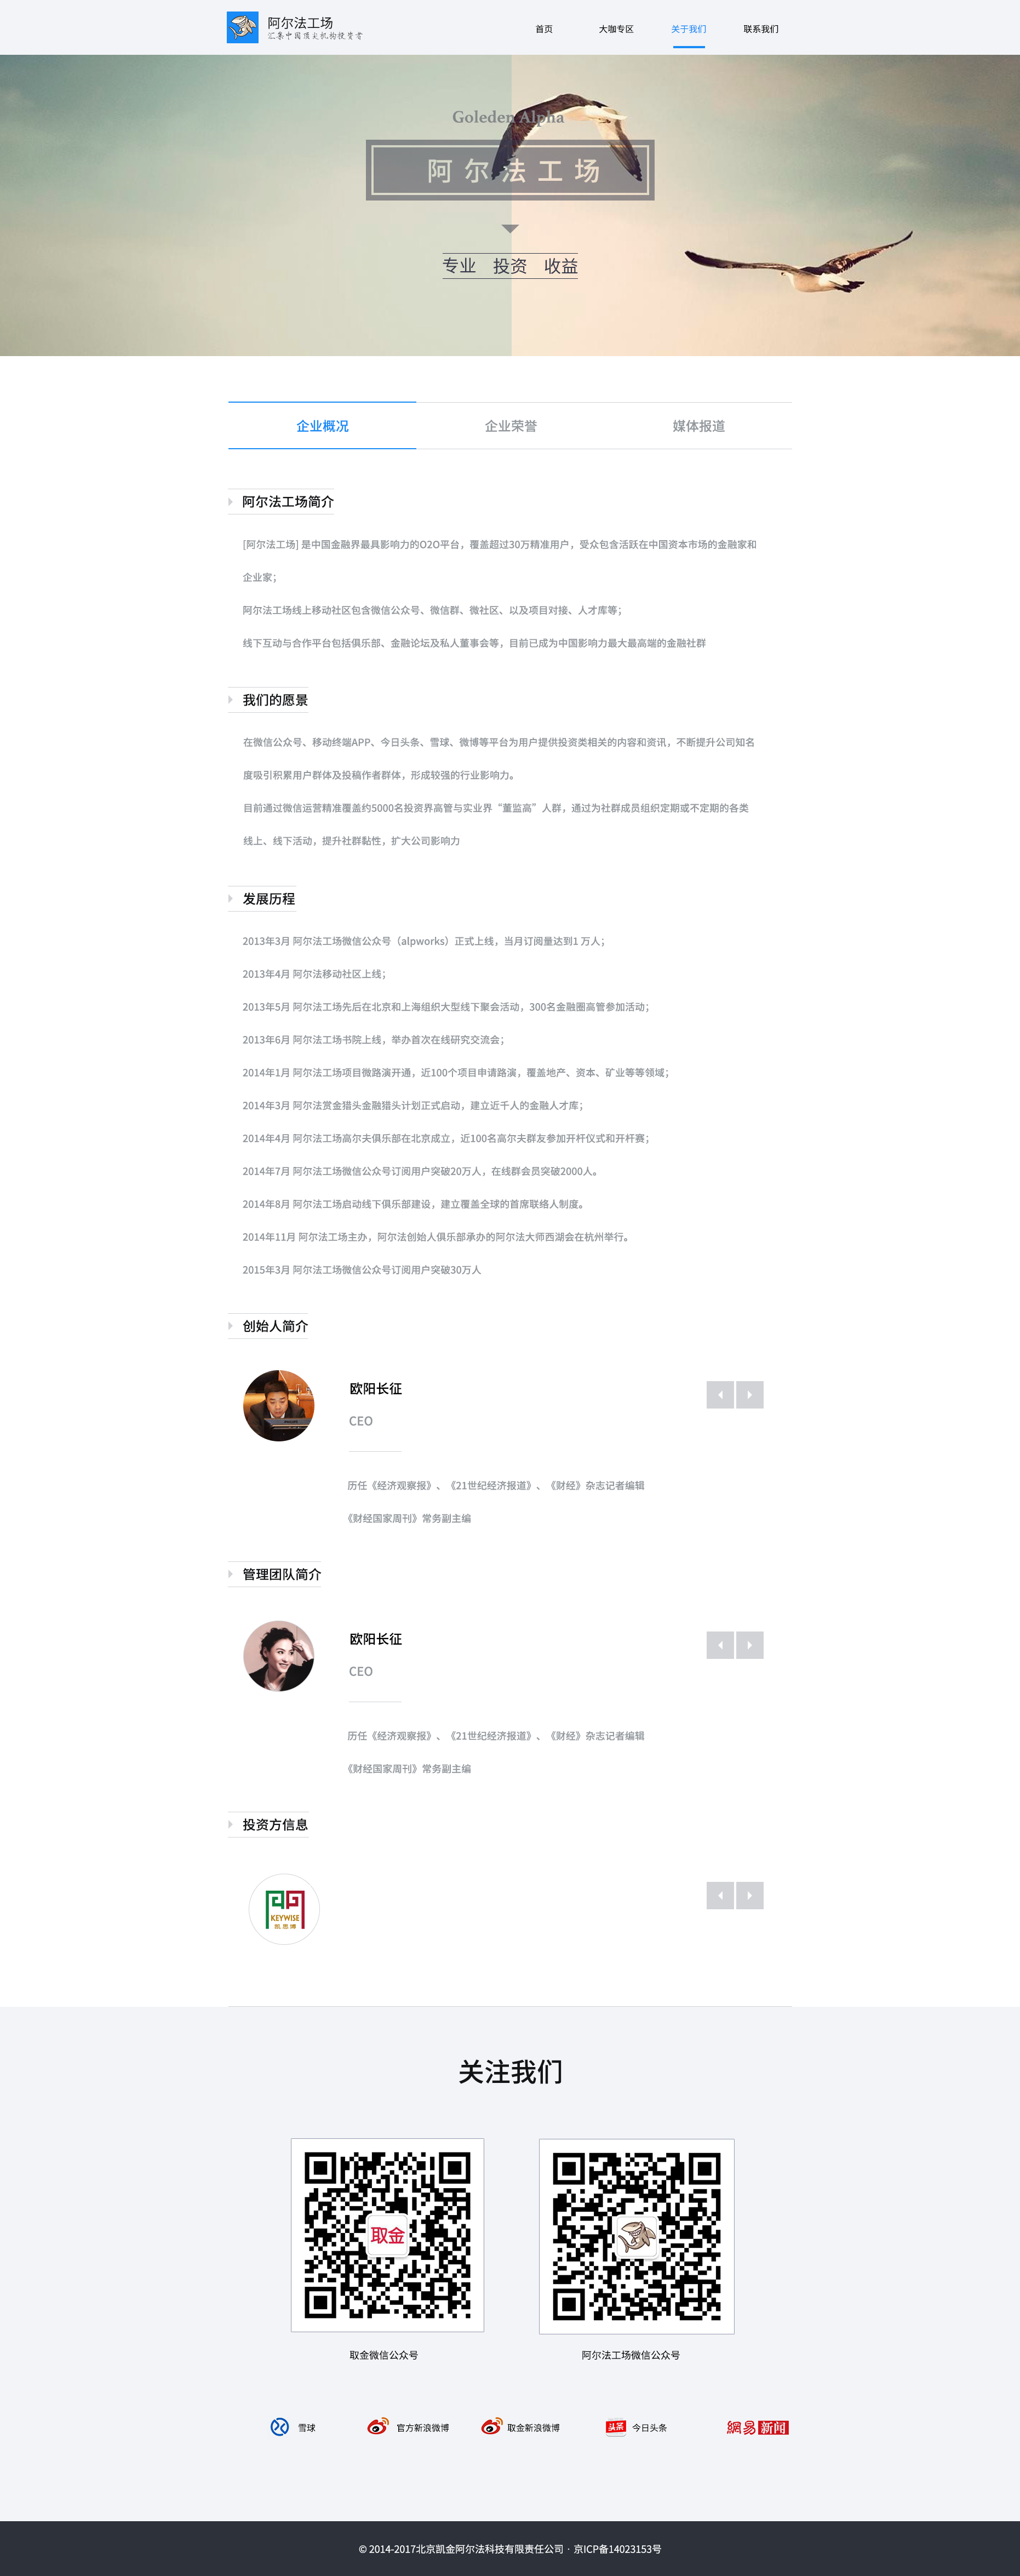 阿尔法工场
汇集中国顶尖机构投资者
首页
大咖专区
关于我们
联系我们
Goleden Alpha
阿尔法工场
专业 投资 收益
企业概况
企业荣誉
媒体报道
阿尔法工场简介
[阿尔法工场] 是中国金融界最具影响力的O2O平台，覆盖超过30万精准用户，受众包含活跃在中国资本市场的金融家和
企业家；
阿尔法工场线上移动社区包含微信公众号、微信群、微社区、以及项目对接、人才库等；
线下互动与合作平台包括俱乐部、金融论坛及私人董事会等，目前已成为中国影响力最大最高端的金融社群
我们的愿景
在微信公众号、移动终端APP、今日头条、雪球、微博等平台为用户提供投资类相关的内容和资讯，不断提升公司知名
度吸引积累用户群体及投稿作者群体，形成较强的行业影响力。
目前通过微信运营精准覆盖约5000名投资界高管与实业界“董监高”人群，通过为社群成员组织定期或不定期的各类
线上、线下活动，提升社群黏性，扩大公司影响力
发展历程
2013年3月 阿尔法工场微信公众号（alpworks）正式上线，当月订阅量达到1 万人；
2013年4月 阿尔法移动社区上线；
2013年5月 阿尔法工场先后在北京和上海组织大型线下聚会活动，300名金融圈高管参加活动；
2013年6月 阿尔法工场书院上线，举办首次在线研究交流会；
2014年1月 阿尔法工场项目微路演开通，近100个项目申请路演，覆盖地产、资本、矿业等等领域；
2014年3月 阿尔法赏金猎头金融猎头计划正式启动，建立近千人的金融人才库；
2014年4月 阿尔法工场高尔夫俱乐部在北京成立，近100名高尔夫群友参加开杆仪式和开杆赛；
2014年7月 阿尔法工场微信公众号订阅用户突破20万人，在线群会员突破2000人。
2014年8月 阿尔法工场启动线下俱乐部建设，建立覆盖全球的首席联络人制度。
2014年11月 阿尔法工场主办，阿尔法创始人俱乐部承办的阿尔法大师西湖会在杭州举行。
2015年3月 阿尔法工场微信公众号订阅用户突破30万人
创始人简介
欧阳长征
CEO
历任《经济观察报》、《21世纪经济报道》、《财经》杂志记者编辑
《财经国家周刊》常务副主编
管理团队简介
欧阳长征
CEO
历任《经济观察报》、《21世纪经济报道》、《财经》杂志记者编辑
《财经国家周刊》常务副主编
投资方信息
KEYWISE
凯思博
关注我们
取金
取金微信公众号
阿尔法工场微信公众号
雪球
官方新浪微博
取金新浪微博
头条
今日头条
網易新闻
© 2014-2017北京凯金阿尔法科技有限责任公司 · 京ICP备14023153号